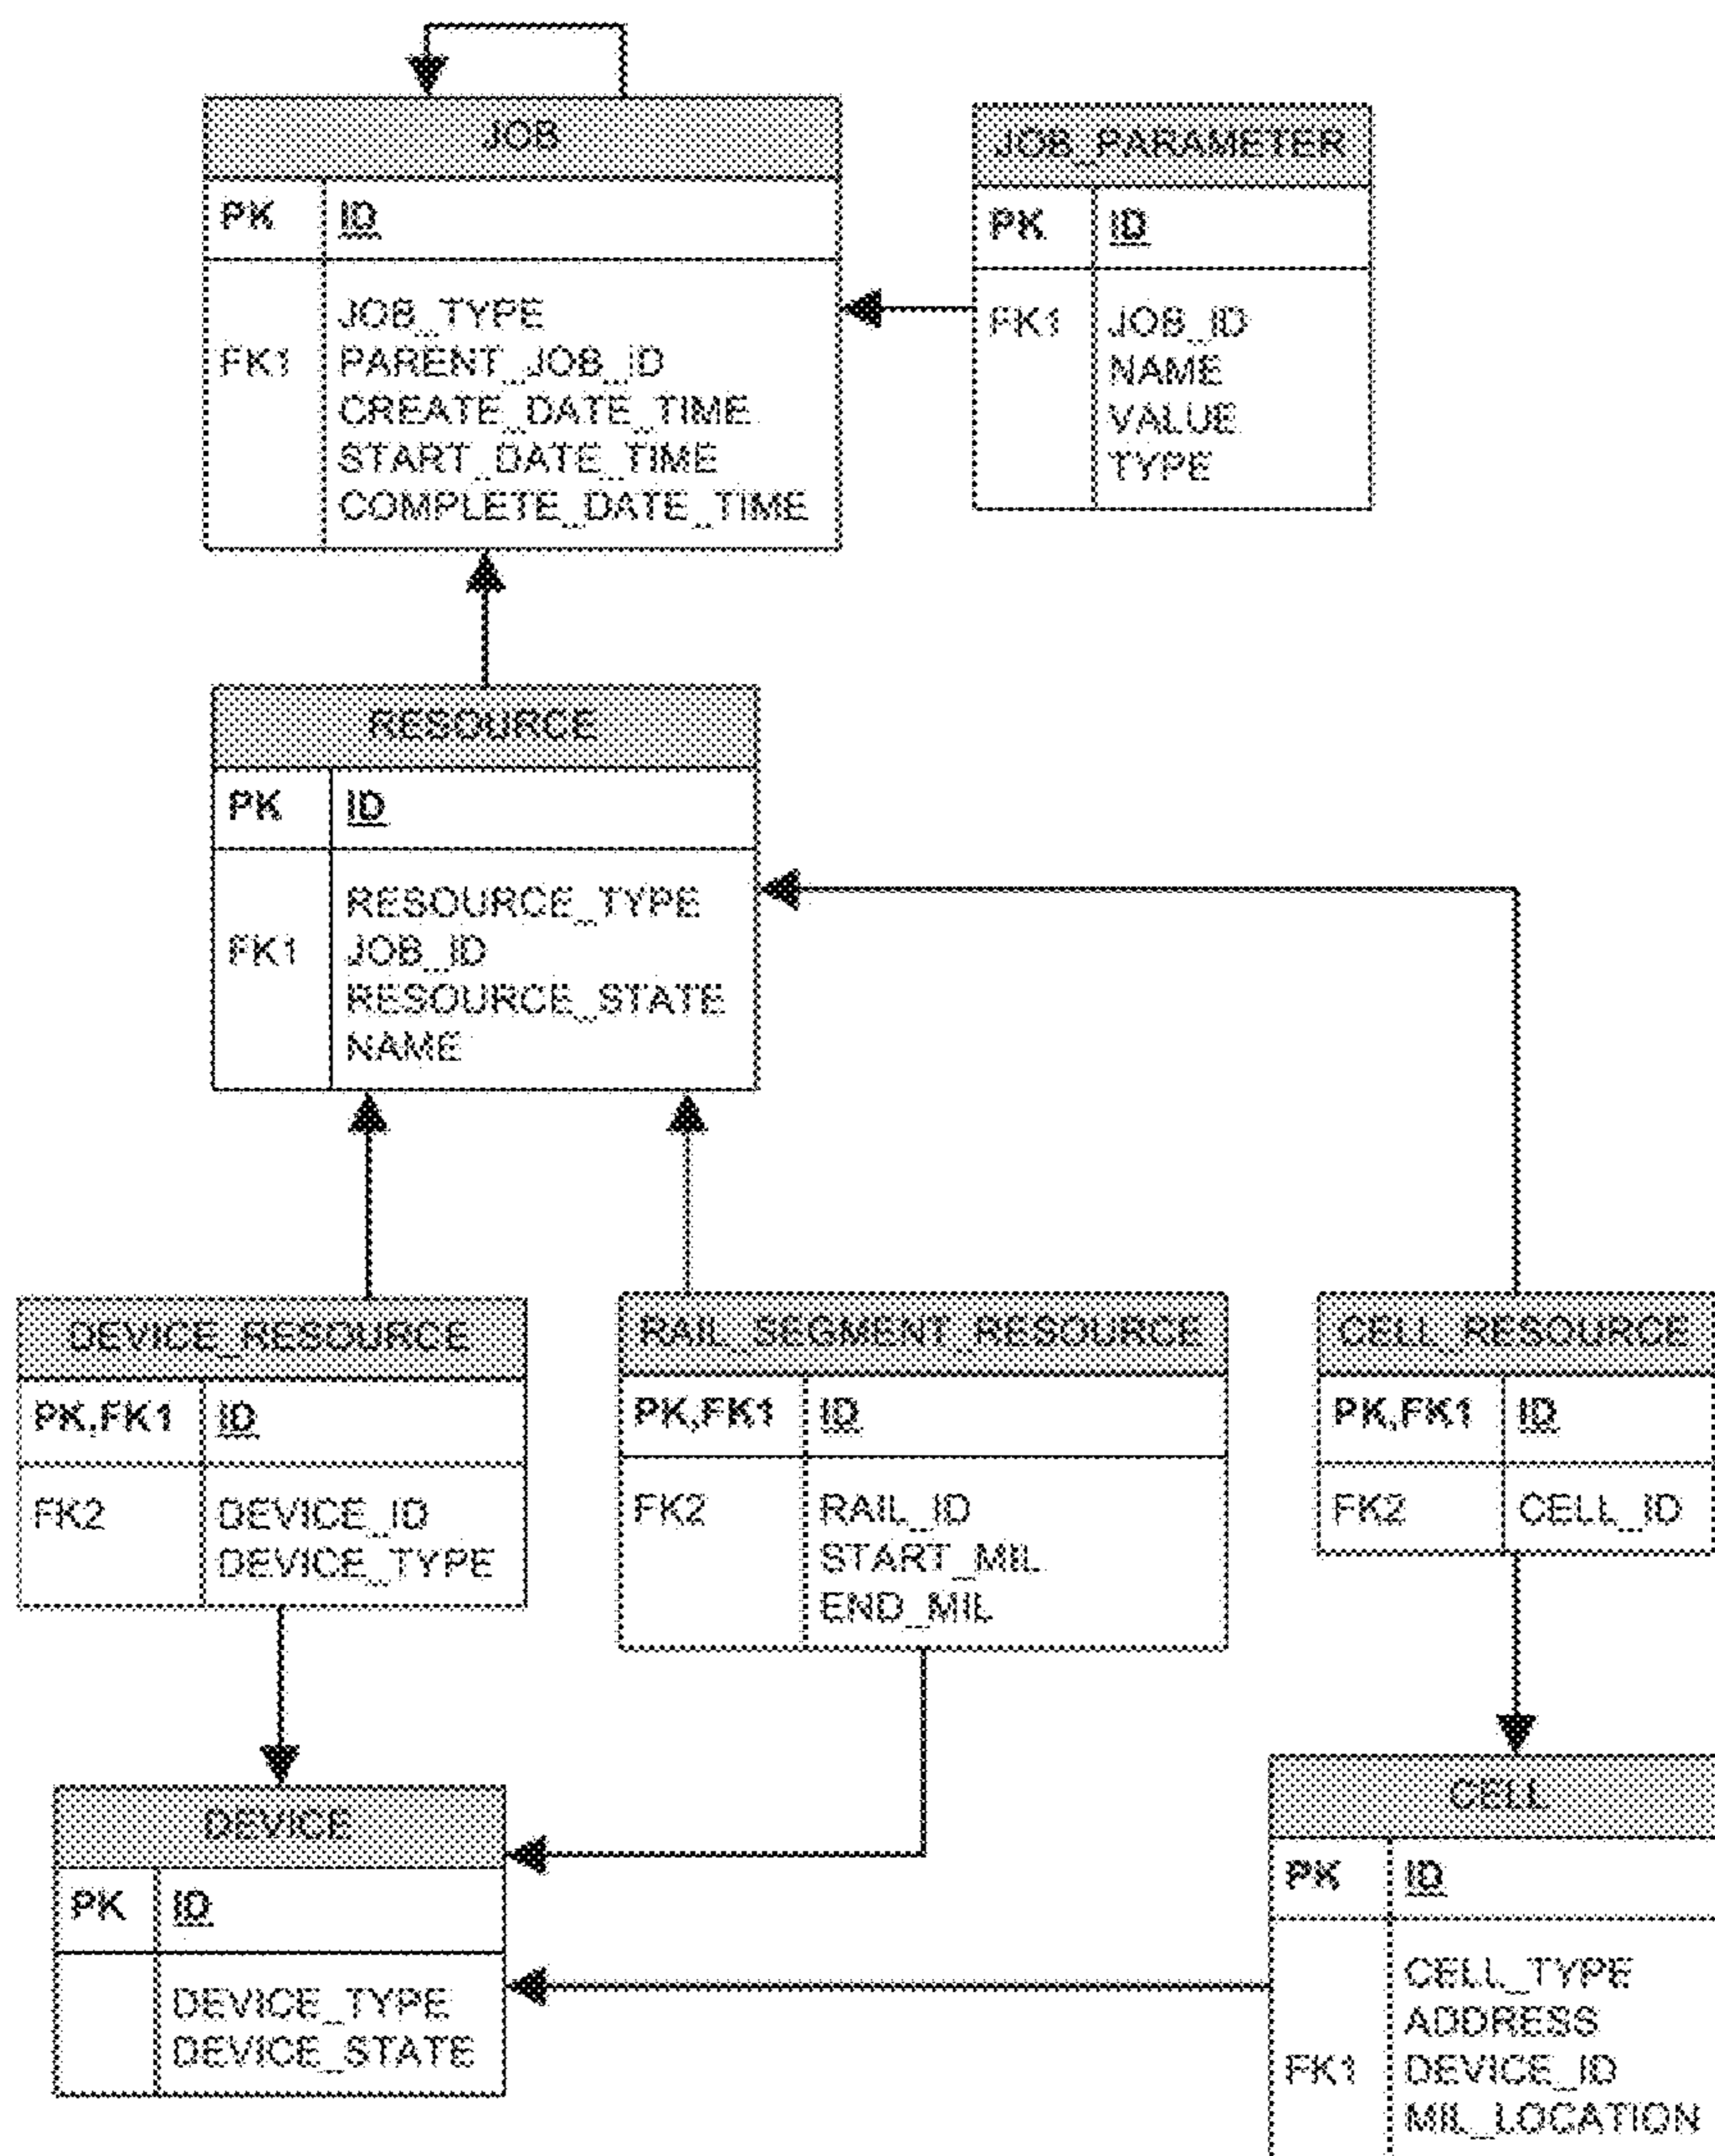 JOB
PK ID
JOB_TYPE
FK1 PARENT_JOB_ID
CREATE_DATE_TIME
START_DATE_TIME
COMPLETE_DATE_TIME
JOB_PARAMETER
PK ID
FK1 JOB_ID
NAME
VALUE
TYPE
RESOURCE
PK ID
RESOURCE_TYPE
FK1 JOB_ID
RESOURCE_STATE
NAME
DEVICE_RESOURCE
PK,FK1 ID
FK2 DEVICE_ID
DEVICE_TYPE
RAIL_SEGMENT_RESOURCE
PK,FK1 ID
FK2 RAIL_ID
START_MIL
END_MIL
CELL_RESOURCE
PK,FK1 ID
FK2 CELL_ID
DEVICE
PK ID
DEVICE_TYPE
DEVICE_STATE
CELL
PK ID
CELL_TYPE
ADDRESS
FK1 DEVICE_ID
MIL_LOCATION